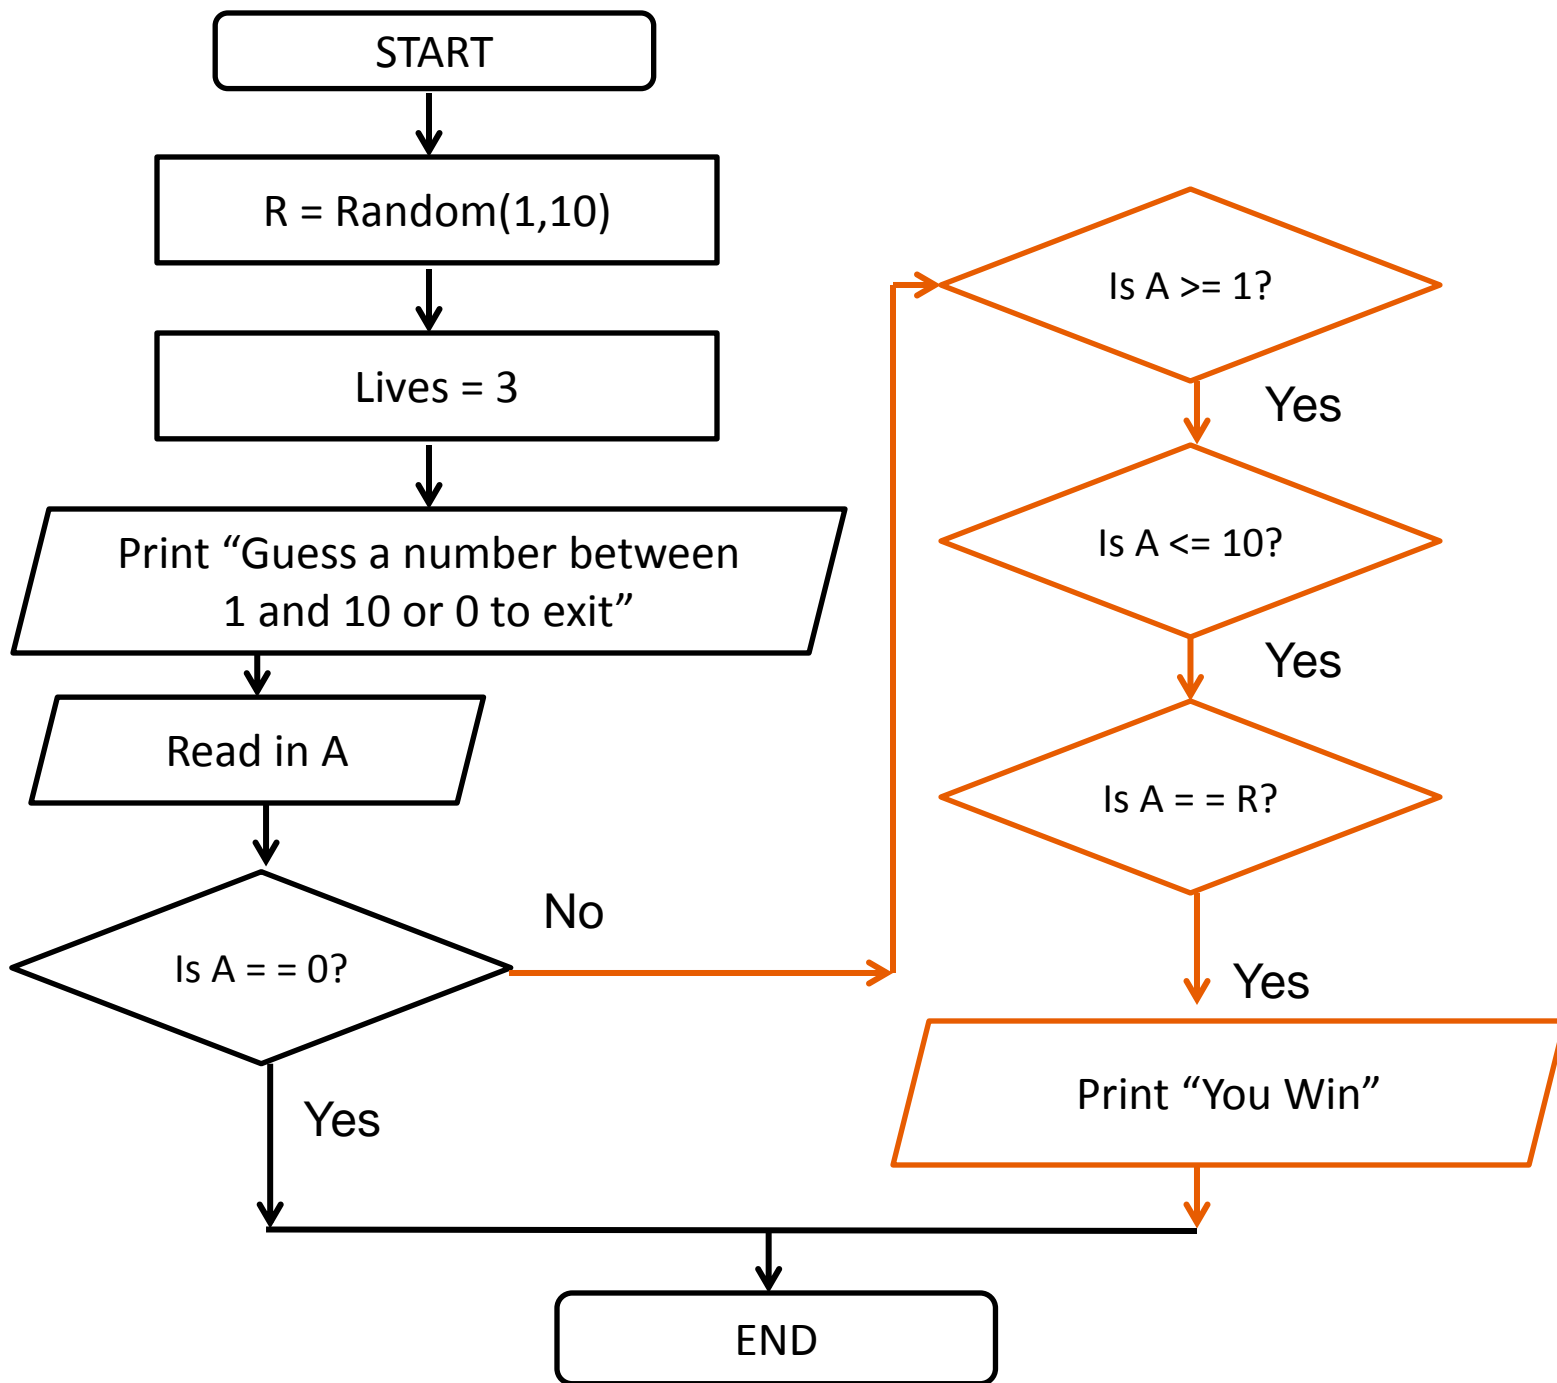 START
R = Random(1,10)
Lives = 3
Print “Guess a number between
1 and 10 or 0 to exit”
Read in A
Is A = = 0?
No
Yes
Is A >= 1?
Yes
Is A <= 10?
Yes
Is A = = R?
Yes
Print “You Win”
END